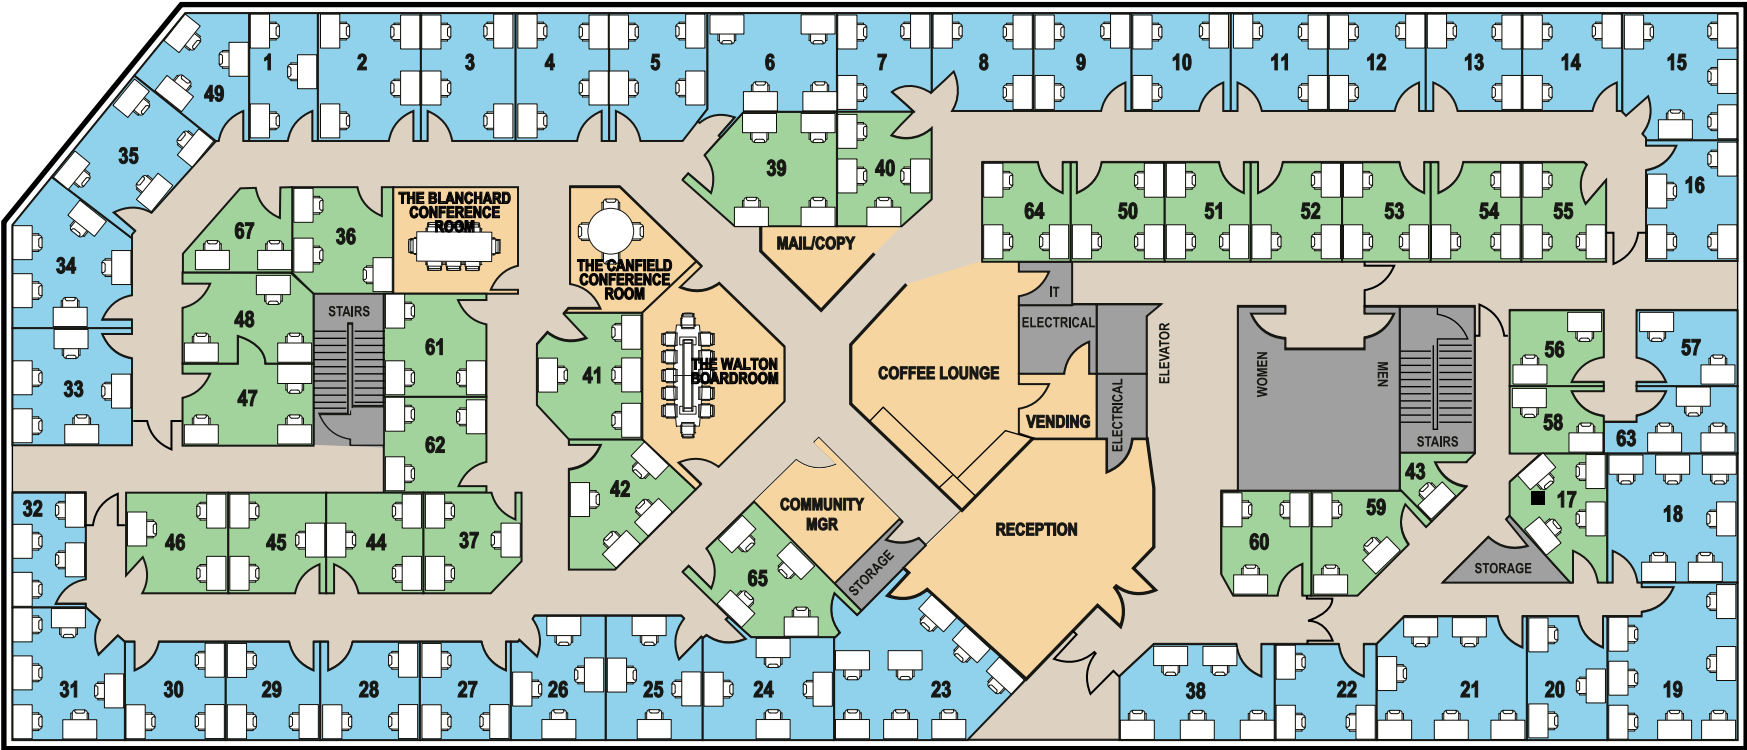 1
2
3
4
5
6
7
8
9
10
11
12
13
14
15
49
35
39
40
16
67
36
THE BLANCHARD
CONFERENCE
ROOM
64
50
51
52
53
54
55
34
MAIL/COPY
THE CANFIELD
CONFERENCE
ROOM
IT
48
STAIRS
61
ELECTRICAL
ELEVATOR
56
57
33
47
41
THE WALTON
BOARDROOM
COFFEE LOUNGE
WOMEN
MEN
62
VENDING
ELECTRICAL
STAIRS
58
63
32
42
43
46
45
44
37
COMMUNITY
MGR
RECEPTION
60
59
17
18
65
STORAGE
STORAGE
31
30
29
28
27
26
25
24
23
38
22
21
20
19